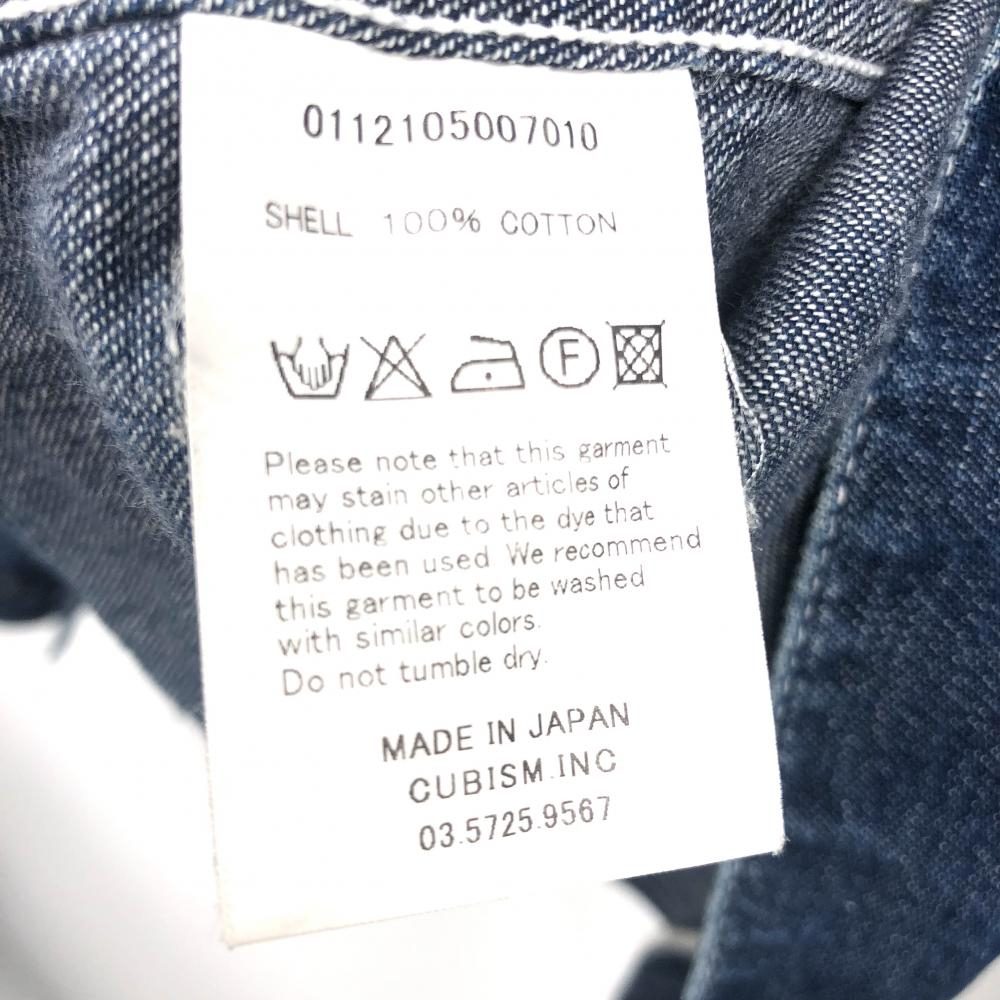 0112105007010
SHELL 100% COTTON
F
Please note that this garment
may stain other articles of
clothing due to the dye that
has been used. We recommend
this garment to be washed
with similar colors.
Do not tumble dry.
MADE IN JAPAN
CUBISM.INC
03.5725.9567